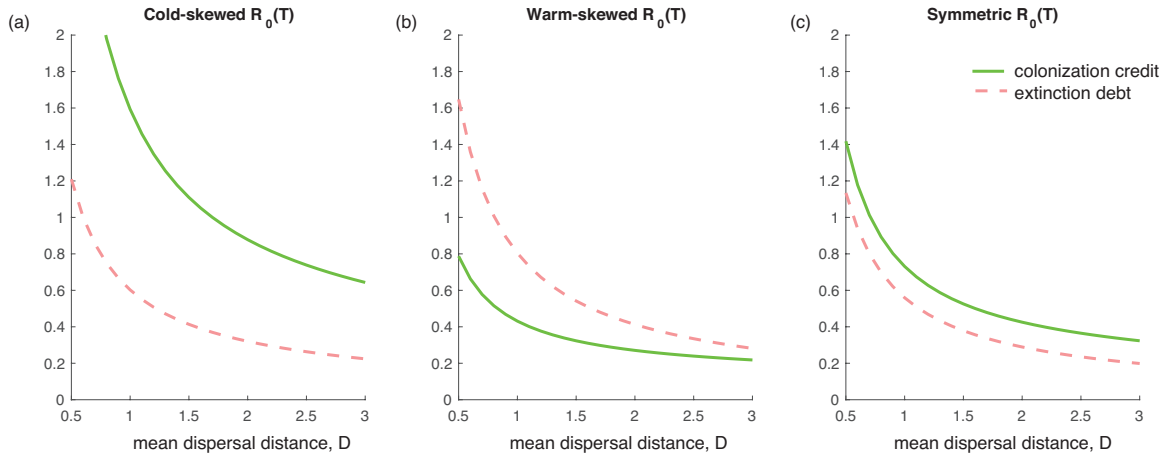 (a)
Cold-skewed R0(T)
2
1.8
1.6
1.4
1.2
1
0.8
0.6
0.4
0.2
0
0.5 1 1.5 2 2.5 3
mean dispersal distance, D
(b)
Warm-skewed R0(T)
2
1.8
1.6
1.4
1.2
1
0.8
0.6
0.4
0.2
0
0.5 1 1.5 2 2.5 3
mean dispersal distance, D
(c)
Symmetric R0(T)
colonization credit
extinction debt
2
1.8
1.6
1.4
1.2
1
0.8
0.6
0.4
0.2
0
0.5 1 1.5 2 2.5 3
mean dispersal distance, D